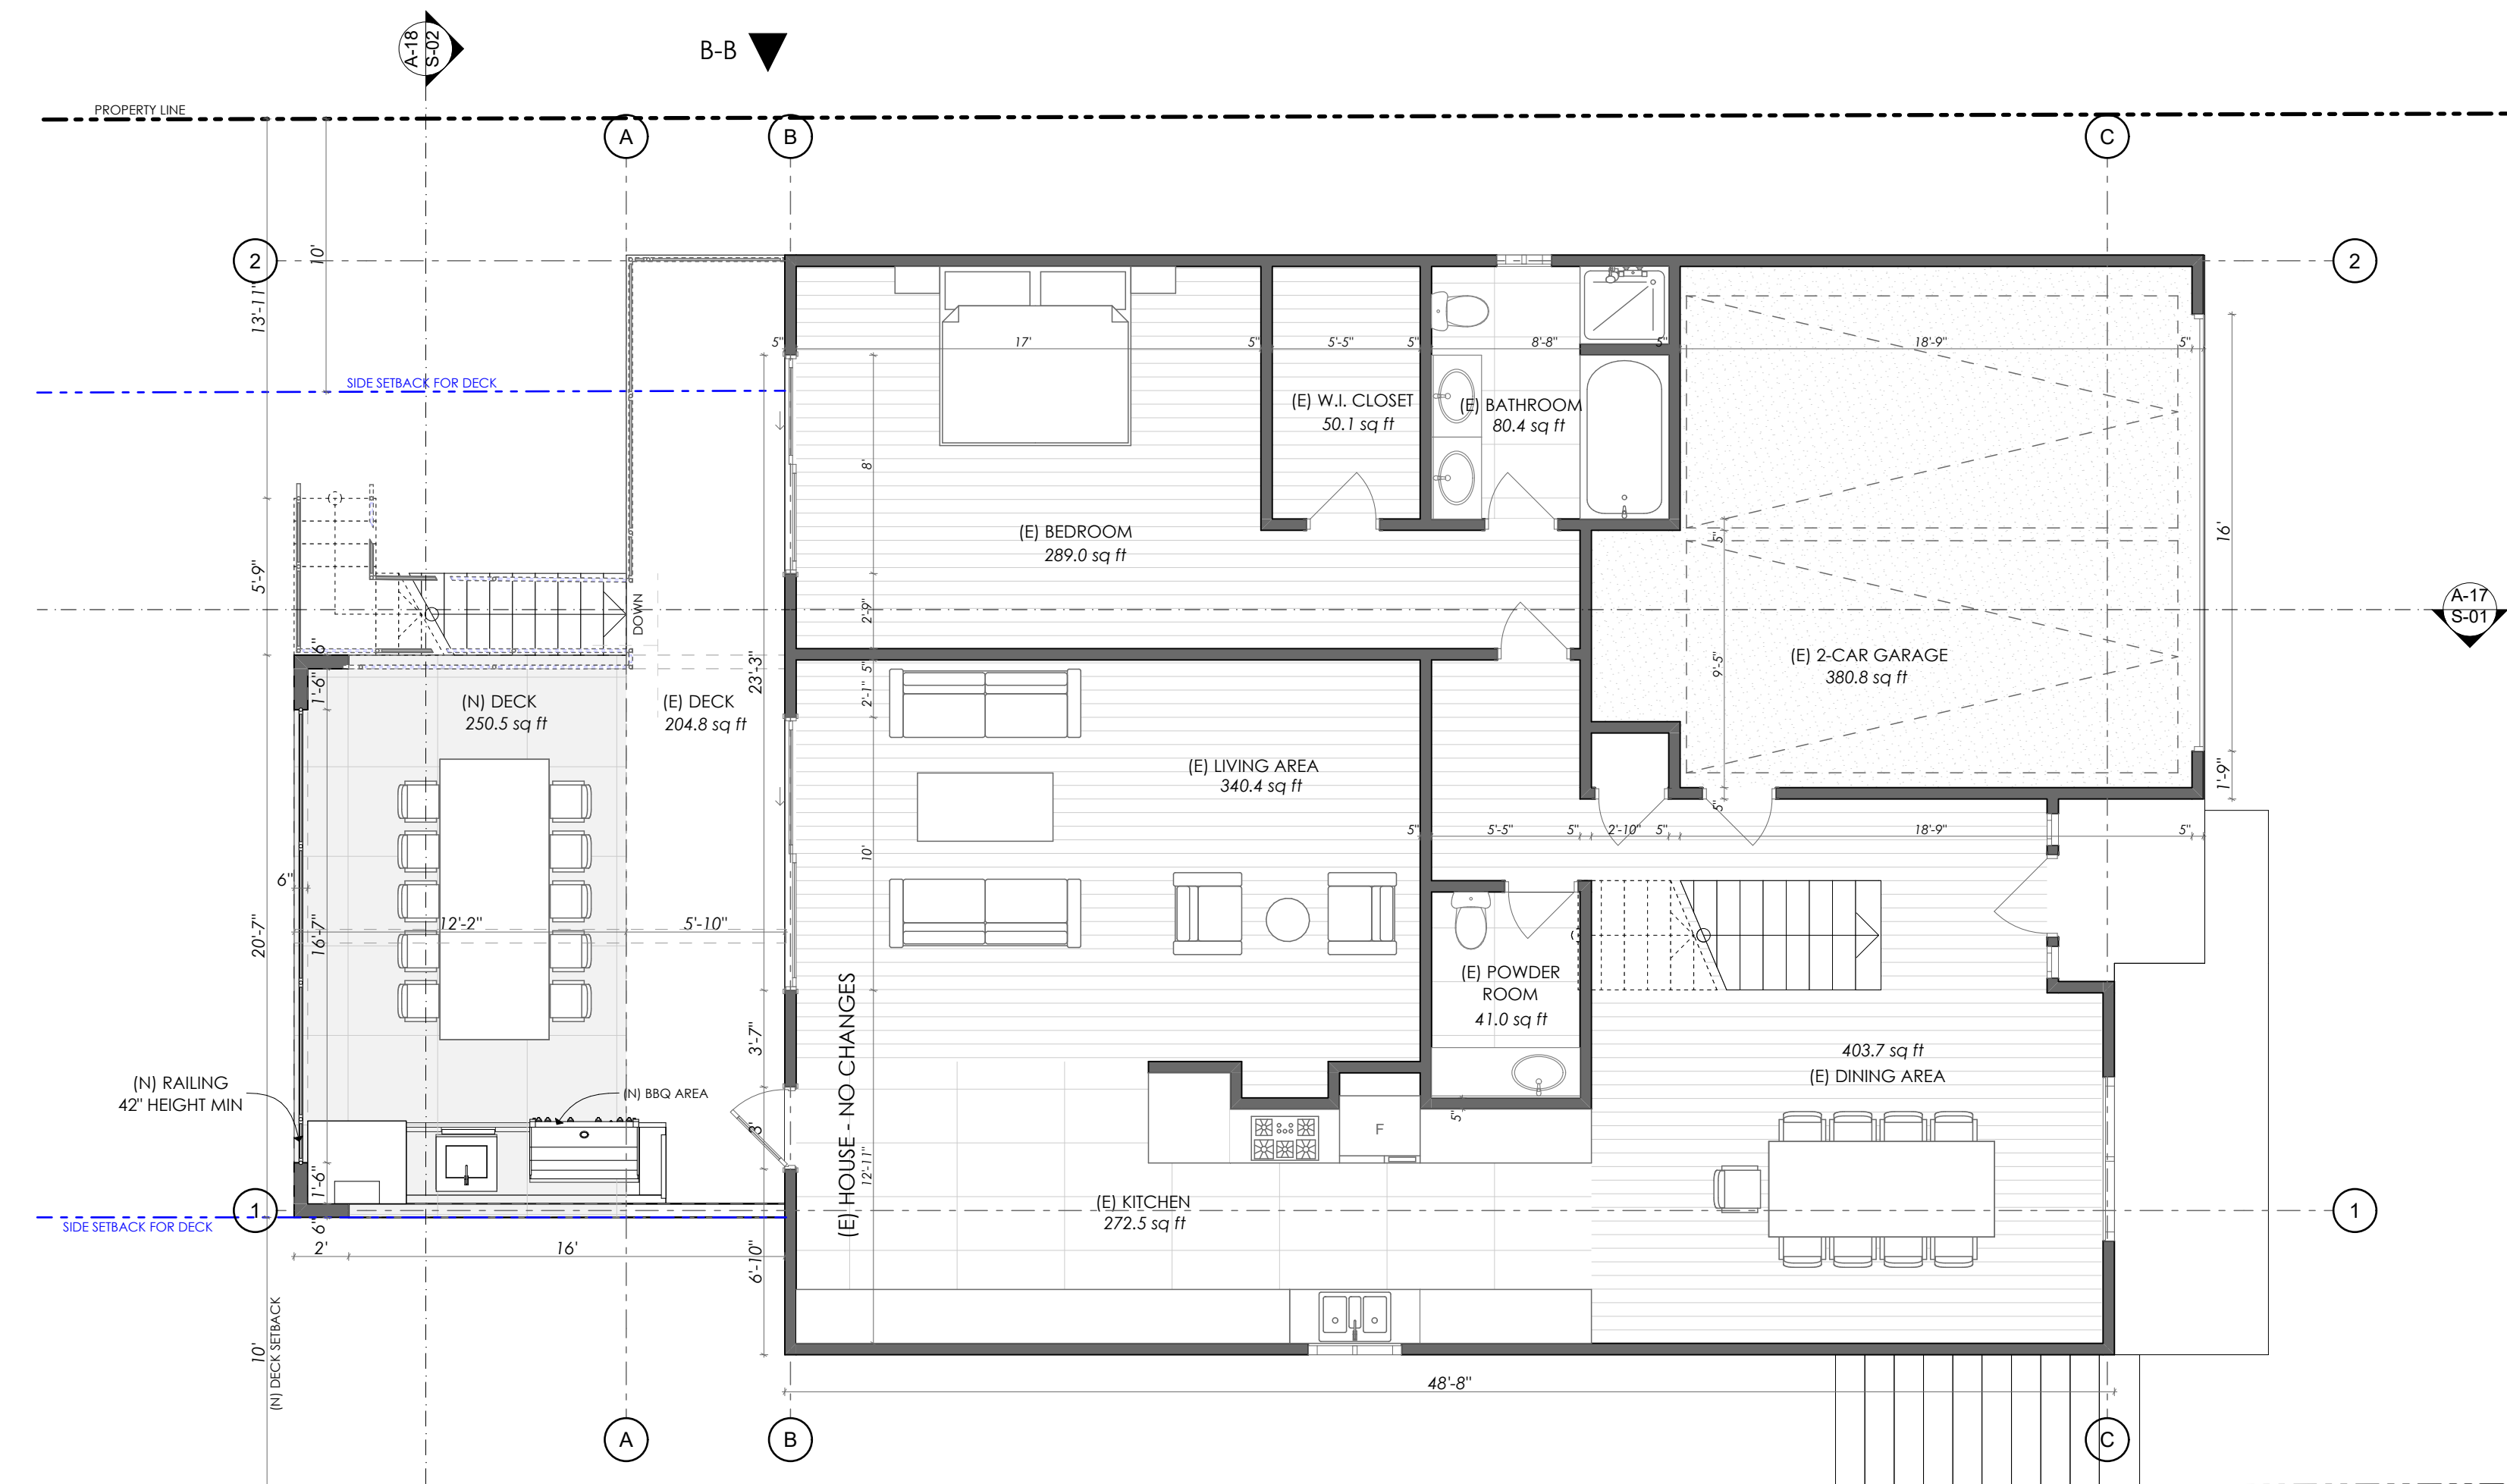 A-18
S-02
B-B
PROPERTY LINE
A
B
C
2
2
10'
13'-11"
5"
17'
5"
5'-5"
5"
8'-8"
5"
18'-9"
5"
SIDE SETBACK FOR DECK
(E) W.I. CLOSET
50.1 sq ft
(E) BATHROOM
80.4 sq ft
8'
(E) BEDROOM
289.0 sq ft
5"
16'
5'-9"
DOWN
2'-9"
A-17
S-01
6"
23'-3"
5"
9'-5"
(E) 2-CAR GARAGE
380.8 sq ft
1'-6"
(N) DECK
250.5 sq ft
(E) DECK
204.8 sq ft
2'-1"
(E) LIVING AREA
340.4 sq ft
1'-9"
5"
5"
5'-5"
5"
2'-10"
5"
18'-9"
5"
10'
6"
20'-7"
16'-7"
12'-2"
5'-10"
(E) POWDER
ROOM
41.0 sq ft
3'-7"
(E) HOUSE - NO CHANGES
403.7 sq ft
(E) DINING AREA
(N) RAILING
42" HEIGHT MIN
(N) BBQ AREA
3'
5"
F
12'-11"
1'-6"
(E) KITCHEN
272.5 sq ft
1
1
SIDE SETBACK FOR DECK
6"
2'
16'
6'-10"
10'
(N) DECK SETBACK
48'-8"
A
B
C